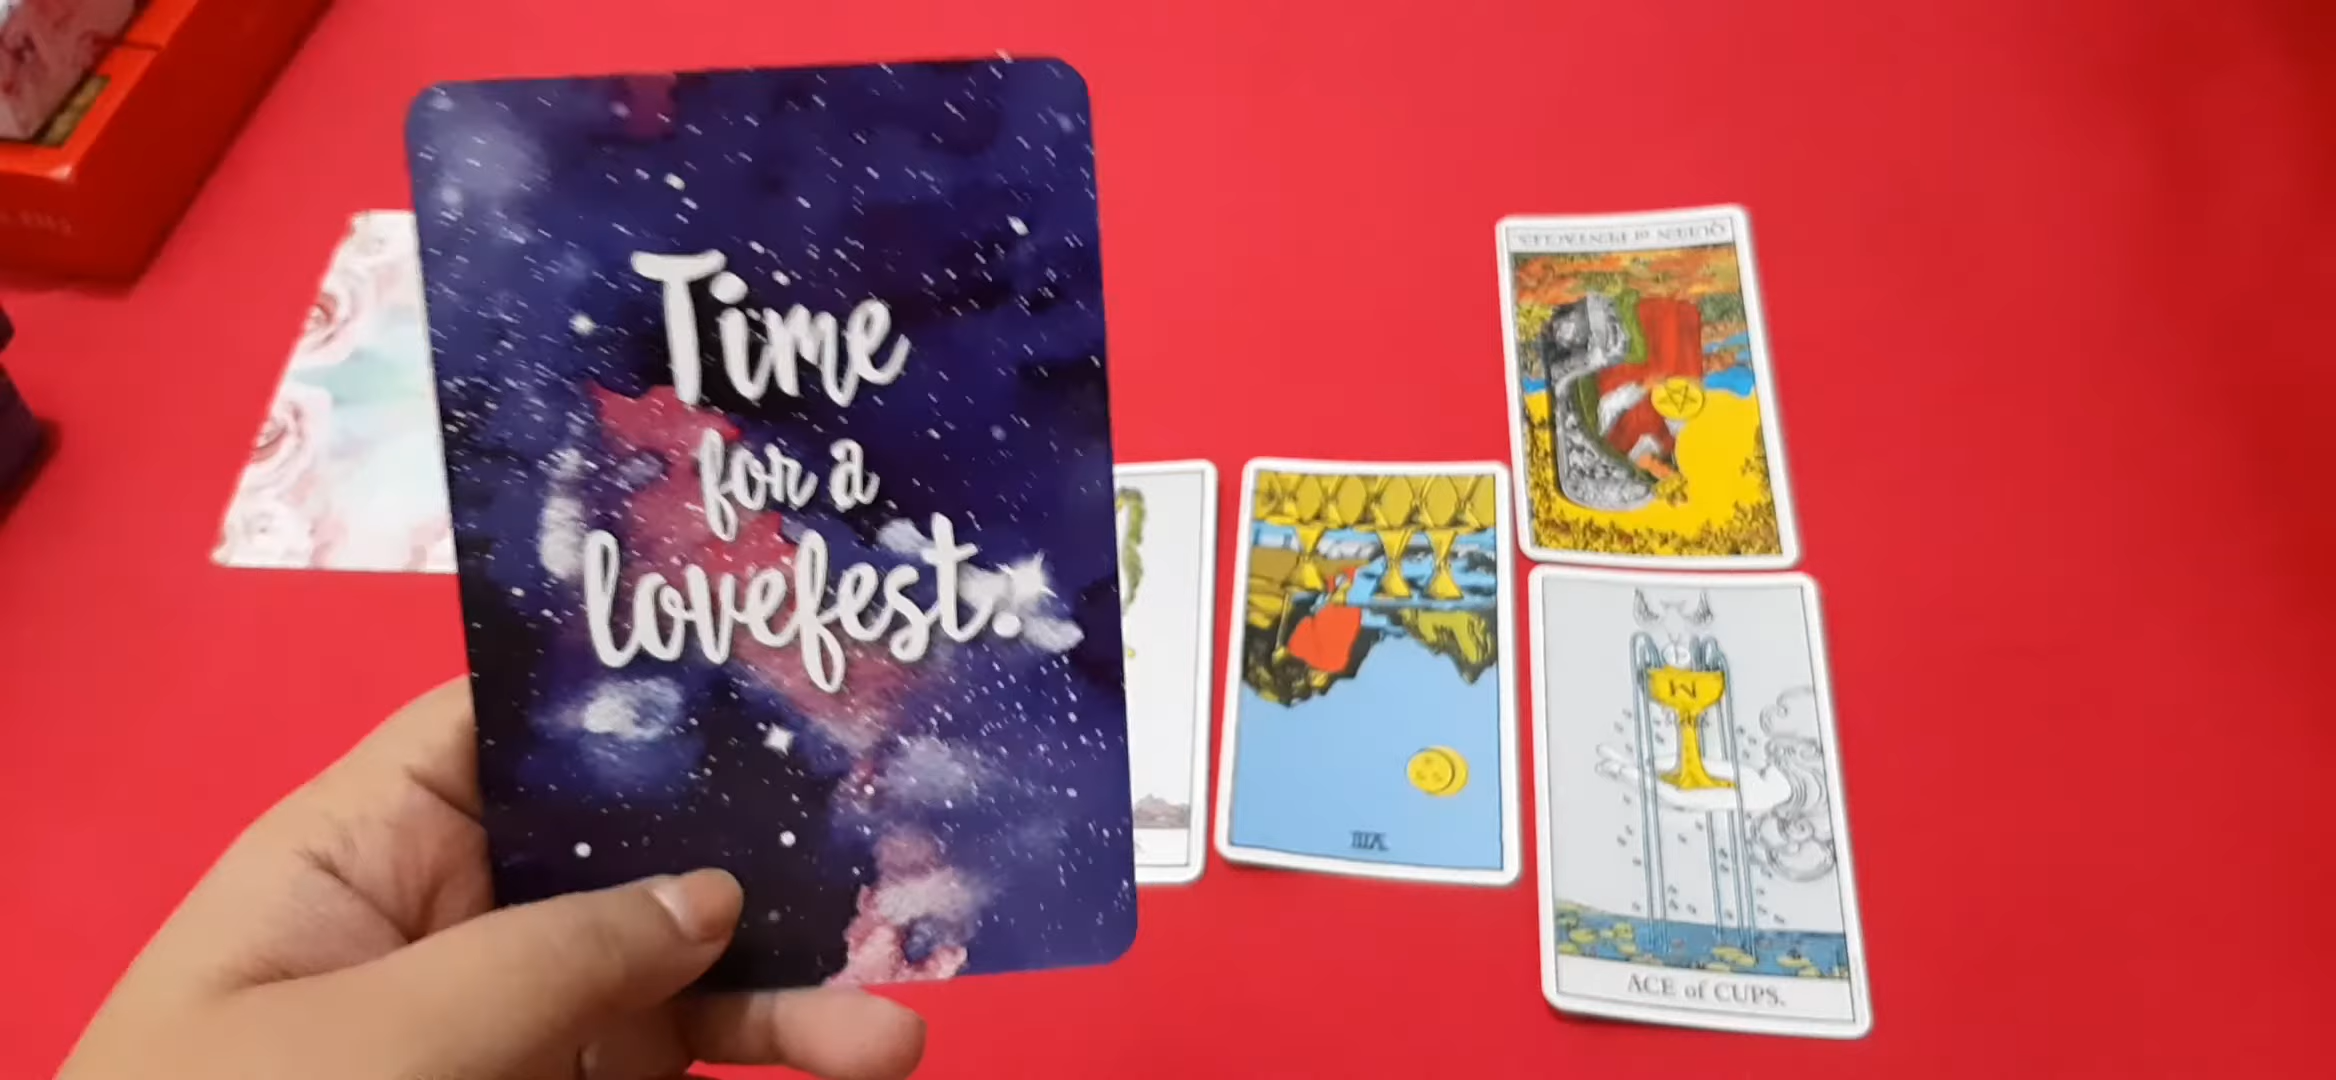 Time
for a
lovefest.
QUEEN of PENTACLES.
VIII
ACE of CUPS.